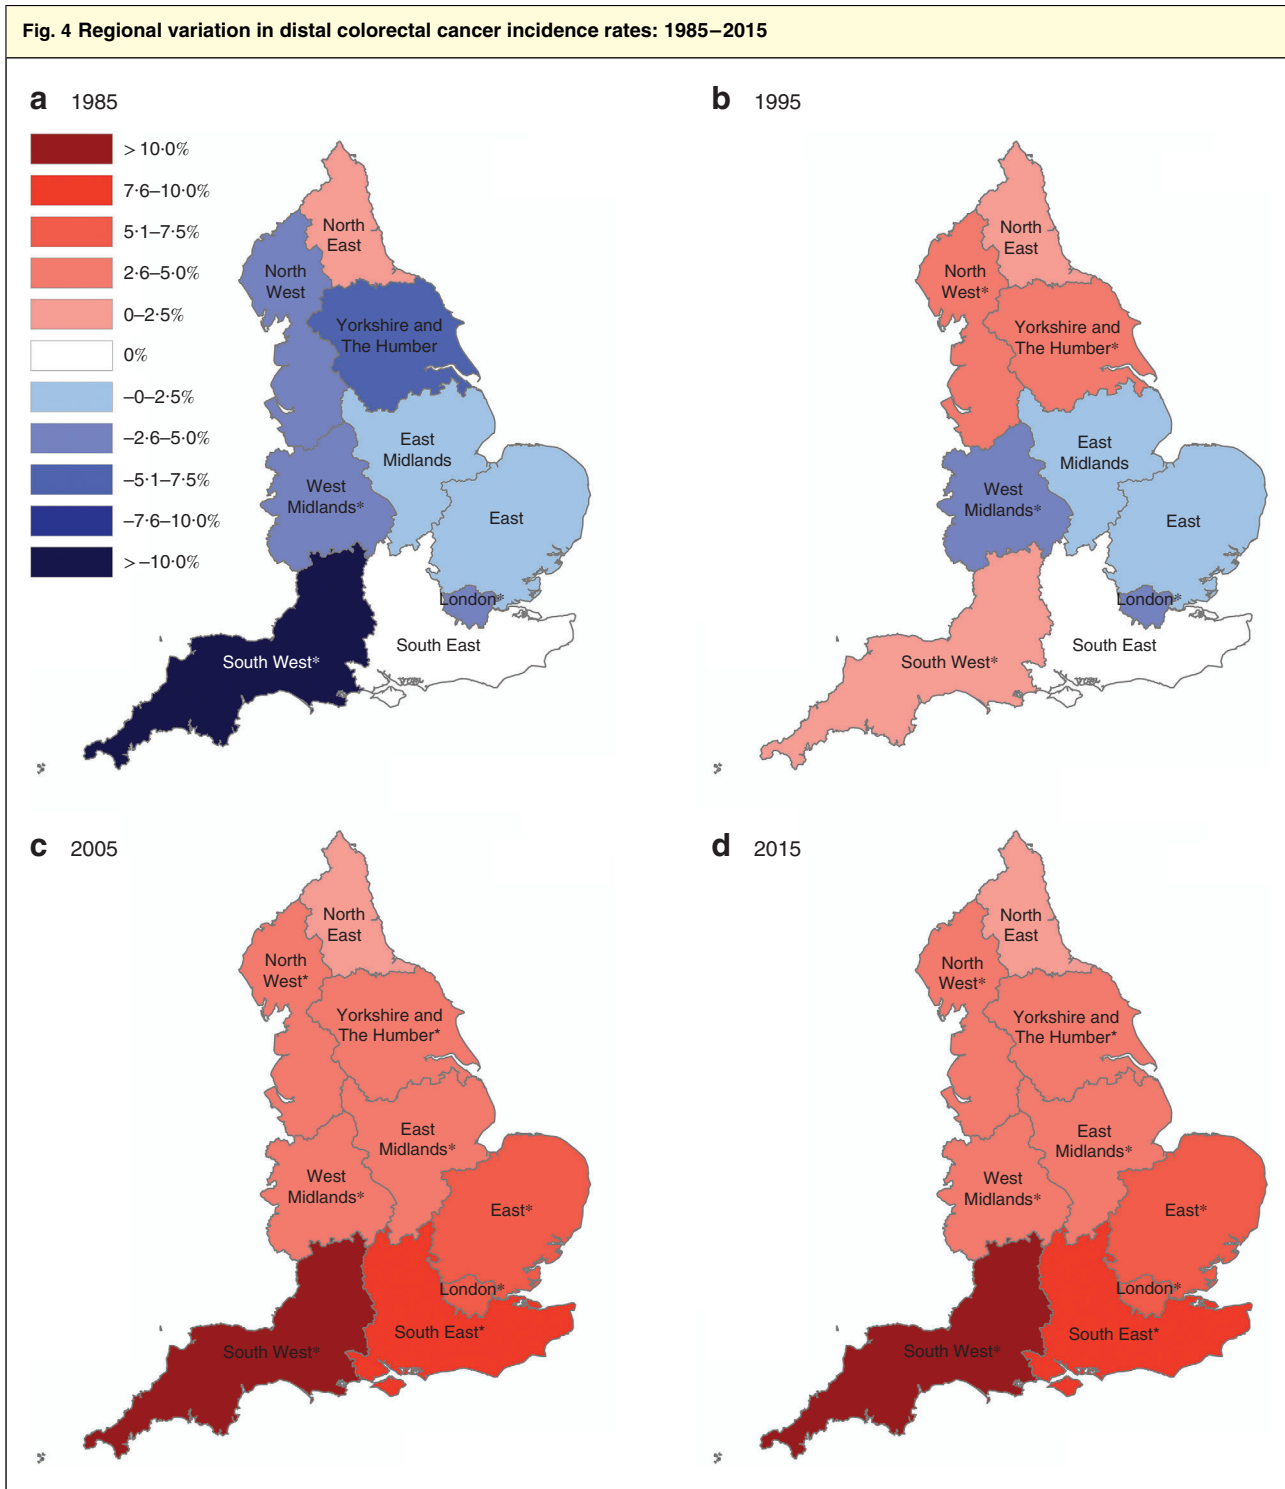 Fig. 4 Regional variation in distal colorectal cancer incidence rates: 1985–2015
a 1985
> 10·0%
7·6–10·0%
5·1–7·5%
2·6–5·0%
0–2·5%
0%
–0–2·5%
–2·6–5·0%
–5·1–7·5%
–7·6–10·0%
> –10·0%
North
East
North
West
Yorkshire and
The Humber
East
Midlands
West
Midlands*
East
London*
South East
South West*
b 1995
North
East
North
West*
Yorkshire and
The Humber*
East
Midlands
West
Midlands*
East
London*
South East
South West*
c 2005
North
East
North
West*
Yorkshire and
The Humber*
East
Midlands*
West
Midlands*
East*
London*
South East*
South West*
d 2015
North
East
North
West*
Yorkshire and
The Humber*
East
Midlands*
West
Midlands*
East*
London*
South East*
South West*